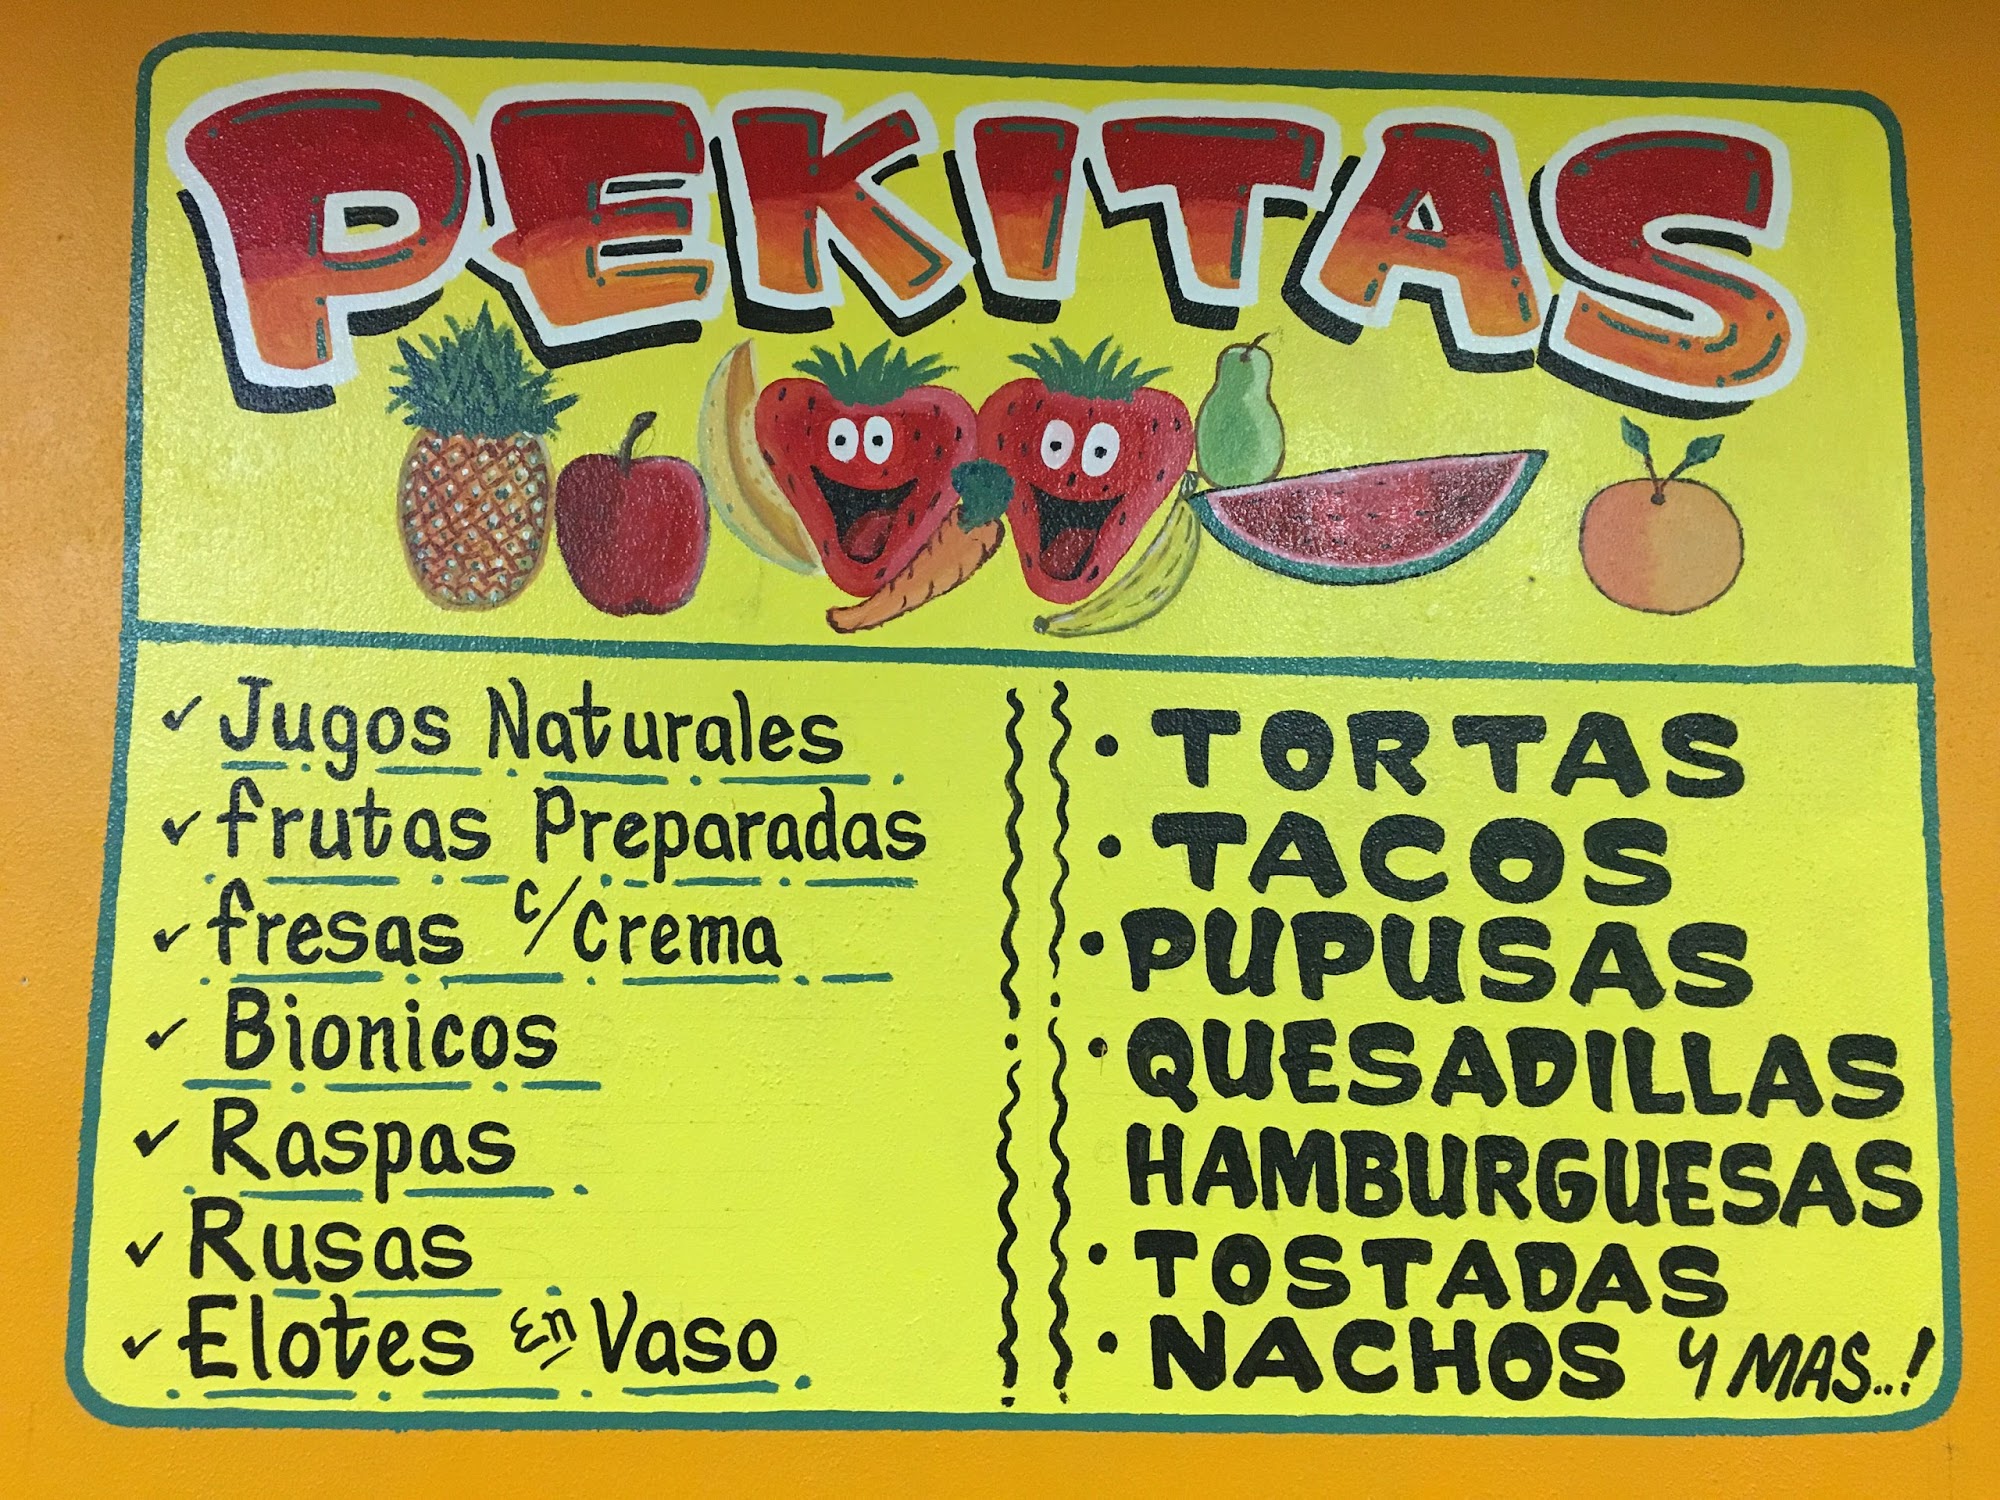 PEKITAS
✓ Jugos Naturales
✓ frutas Preparadas
✓ fresas c/Crema
✓ Bionicos
✓ Raspas
✓ Rusas
✓ Elotes En Vaso
• TORTAS
• TACOS
• PUPUSAS
• QUESADILLAS
HAMBURGUESAS
• TOSTADAS
• NACHOS Y MAS..!